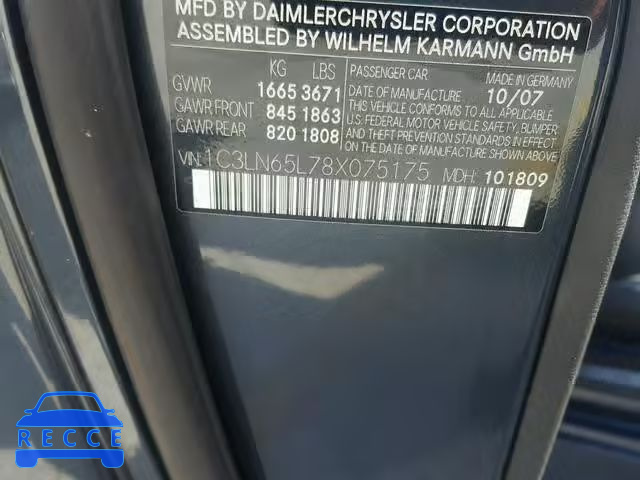 MFD BY DAIMLERCHRYSLER CORPORATION
ASSEMBLED BY WILHELM KARMANN GmbH
KG LBS PASSENGER CAR MADE IN GERMANY
GVWR 1665 3671 DATE OF MANUFACTURE 10/07
GAWR FRONT 845 1863 THIS VEHICLE CONFORMS TO ALL APPLICABLE
GAWR REAR 820 1808 U.S. FEDERAL MOTOR VEHICLE SAFETY,
BUMPER, AND THEFT PREVENTION STANDARDS
IN EFFECT ON THE DATE OF MANUFACTURE SHOWN ABOVE.
VIN: 1C3LN65L78X075175 MDH: 101809
RECCE